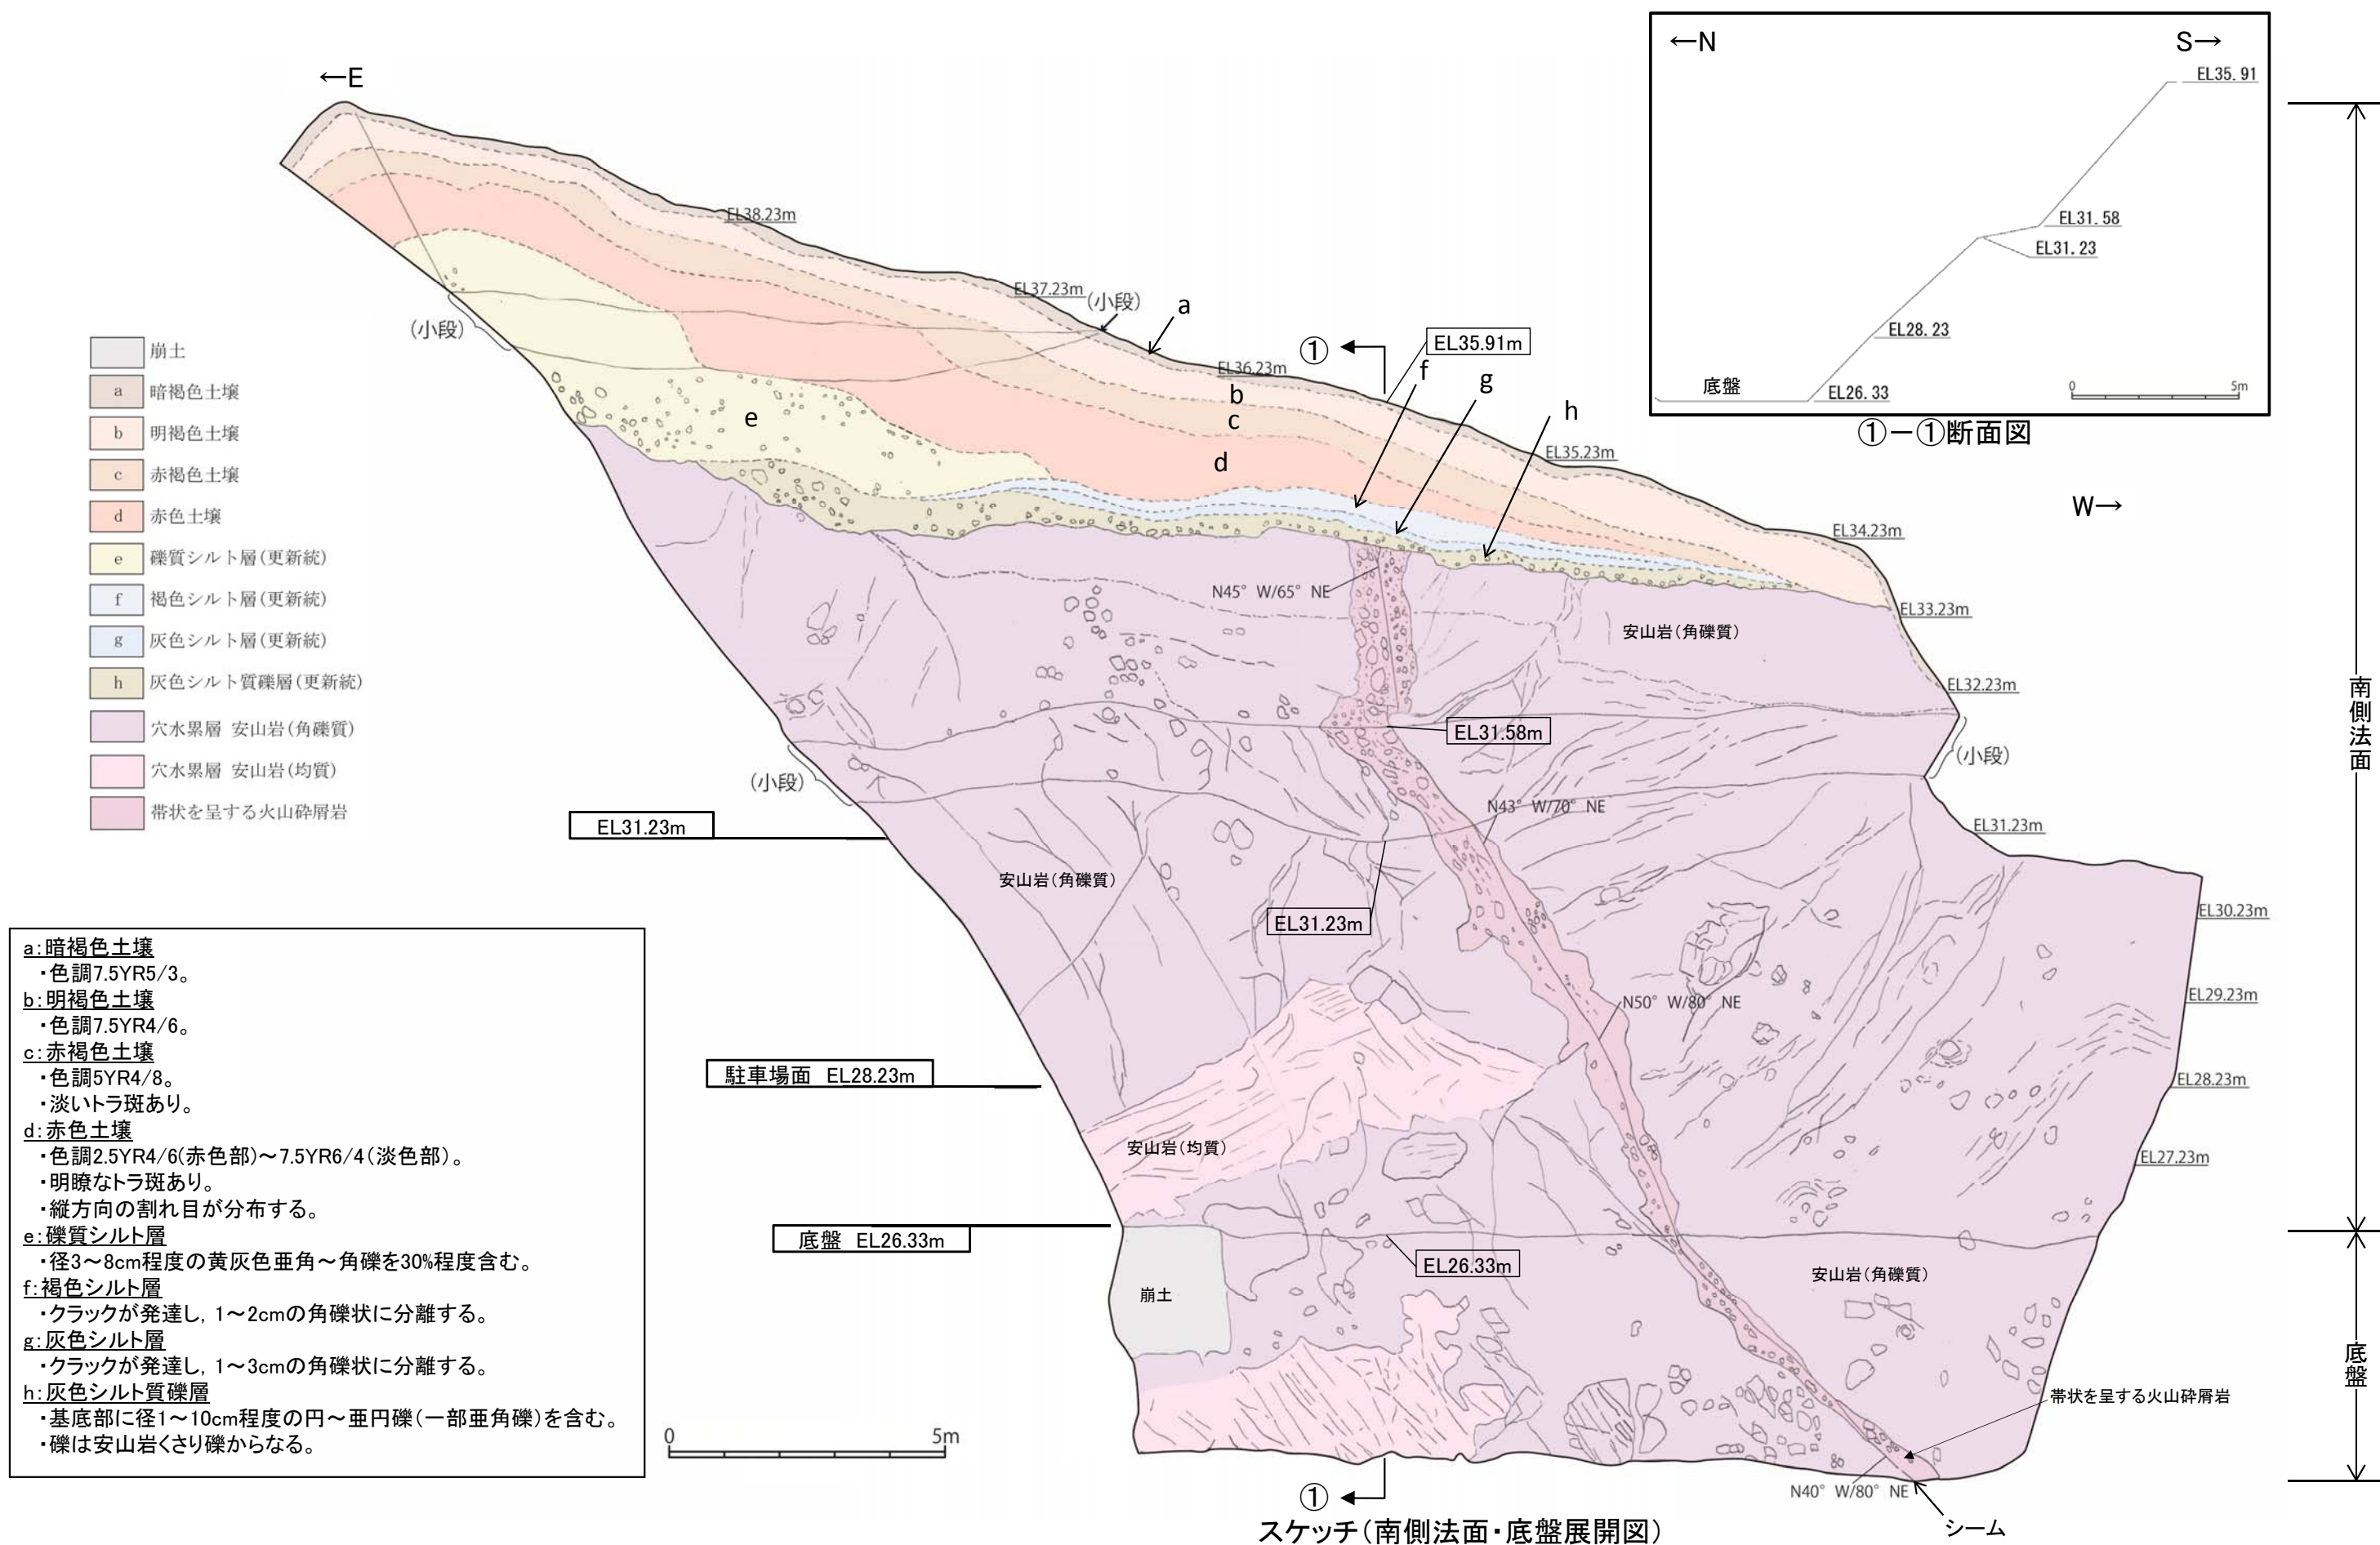 ←E
←N
S→
EL35.91
EL31.58
EL31.23
EL28.23
底盤
EL26.33
0
5m
①－①断面図
W→
EL38.23m
EL37.23m
(小段)
a
(小段)
①
EL35.91m
EL36.23m
f
g
h
b
c
d
e
EL35.23m
EL34.23m
EL33.23m
EL32.23m
N45° W/65° NE
安山岩(角礫質)
EL31.58m
(小段)
(小段)
N43° W/70° NE
EL31.23m
EL31.23m
安山岩(角礫質)
EL31.23m
EL30.23m
N50° W/80° NE
EL29.23m
駐車場面 EL28.23m
EL28.23m
安山岩(均質)
EL27.23m
底盤 EL26.33m
EL26.33m
安山岩(角礫質)
崩土
帯状を呈する火山砕屑岩
N40° W/80° NE
シーム
①
0
5m
スケッチ(南側法面・底盤展開図)
南側法面
底盤
崩土
a 暗褐色土壌
b 明褐色土壌
c 赤褐色土壌
d 赤色土壌
e 礫質シルト層(更新統)
f 褐色シルト層(更新統)
g 灰色シルト層(更新統)
h 灰色シルト質礫層(更新統)
穴水累層 安山岩(角礫質)
穴水累層 安山岩(均質)
帯状を呈する火山砕屑岩
a:暗褐色土壌
・色調7.5YR5/3。
b:明褐色土壌
・色調7.5YR4/6。
c:赤褐色土壌
・色調5YR4/8。
・淡いトラ斑あり。
d:赤色土壌
・色調2.5YR4/6(赤色部)～7.5YR6/4(淡色部)。
・明瞭なトラ斑あり。
・縦方向の割れ目が分布する。
e:礫質シルト層
・径3～8cm程度の黄灰色亜角～角礫を30%程度含む。
f:褐色シルト層
・クラックが発達し，1～2cmの角礫状に分離する。
g:灰色シルト層
・クラックが発達し，1～3cmの角礫状に分離する。
h:灰色シルト質礫層
・基底部に径1～10cm程度の円～亜円礫(一部亜角礫)を含む。
・礫は安山岩くさり礫からなる。